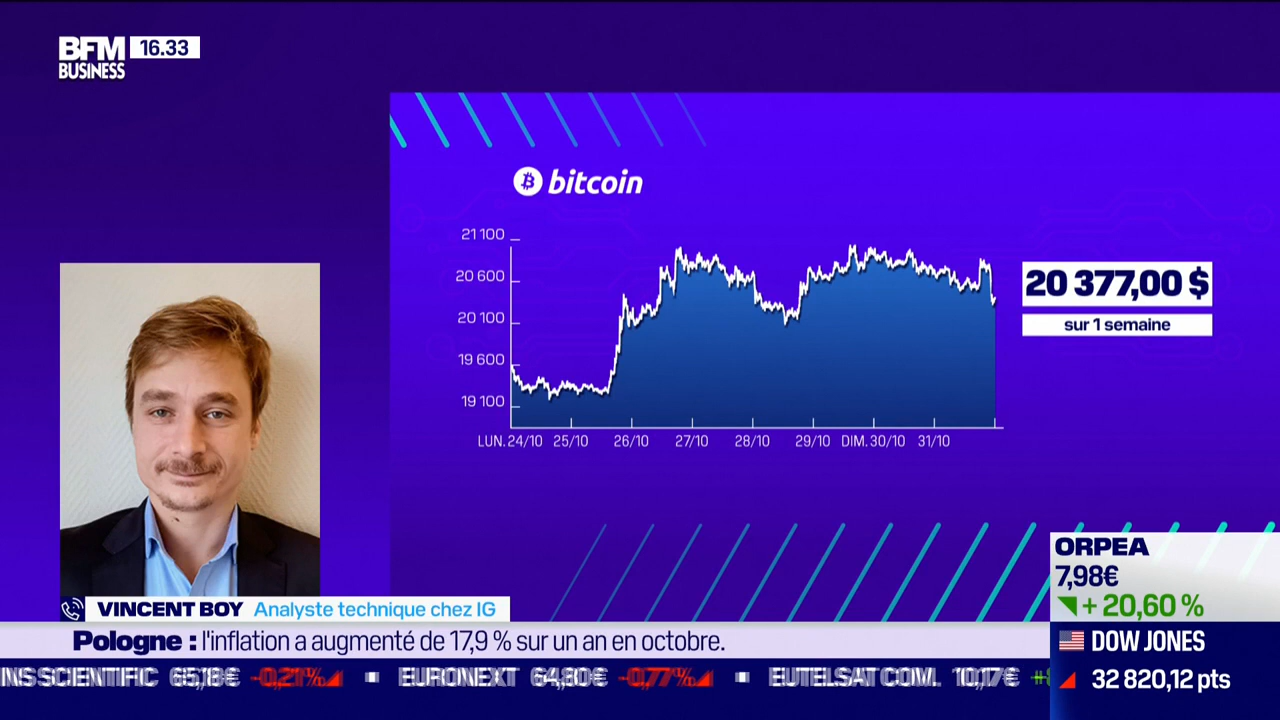 BFM
BUSINESS
16.33
bitcoin
21 100
20 600
20 100
19 600
19 100
LUN. 24/10 25/10 26/10 27/10 28/10 29/10 DIM. 30/10 31/10
20 377,00 $
sur 1 semaine
VINCENT BOY Analyste technique chez IG
ORPEA
7,98€
+ 20,60 %
Pologne : l'inflation a augmenté de 17,9 % sur un an en octobre.
DOW JONES
32 820,12 pts
NS SCIENTIFIC 65,18€ -0,21% EURONEXT 64,80€ -0,77% EUTELSAT COM. 10,17€